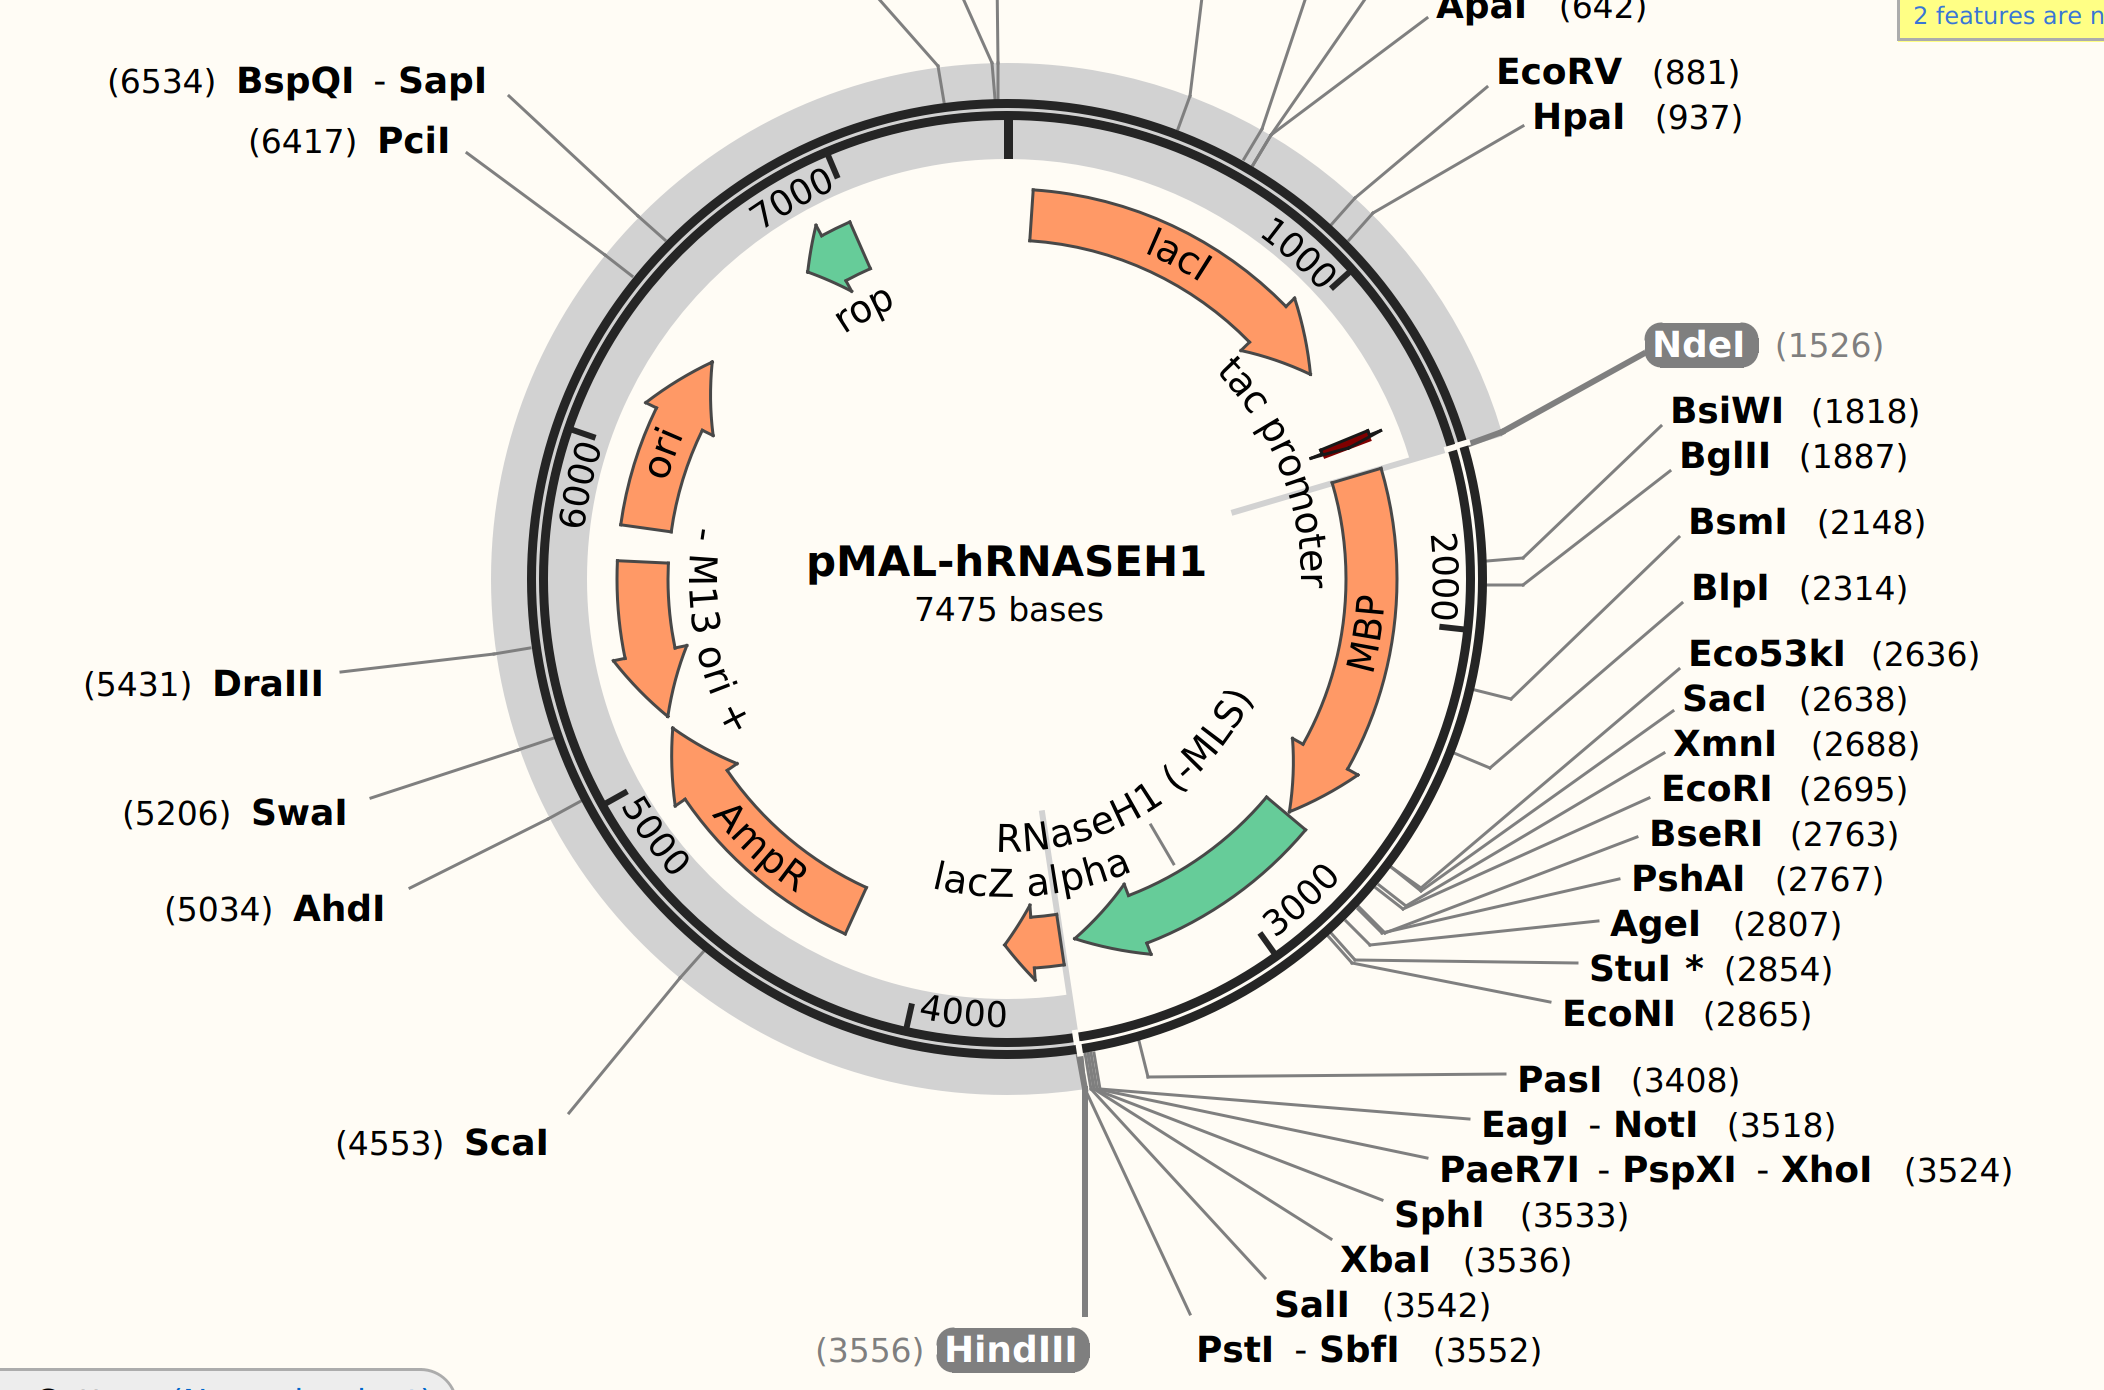 ApaI (642)
2 features are n
(6534) BspQI - SapI
EcoRV (881)
HpaI (937)
(6417) PciI
7000
lacI
1000
rop
NdeI (1526)
tac promoter
BsiWI (1818)
BglII (1887)
ori
6000
BsmI (2148)
2000
pMAL-hRNASEH1
7475 bases
BlpI (2314)
- M13 ori +
MBP
Eco53kI (2636)
(5431) DraIII
SacI (2638)
XmnI (2688)
RNaseH1 (-MLS)
EcoRI (2695)
(5206) SwaI
BseRI (2763)
5000
AmpR
lacZ alpha
PshAI (2767)
3000
(5034) AhdI
AgeI (2807)
StuI * (2854)
4000
EcoNI (2865)
PasI (3408)
EagI - NotI (3518)
(4553) ScaI
PaeR7I - PspXI - XhoI (3524)
SphI (3533)
XbaI (3536)
SalI (3542)
(3556) HindIII
PstI - SbfI (3552)